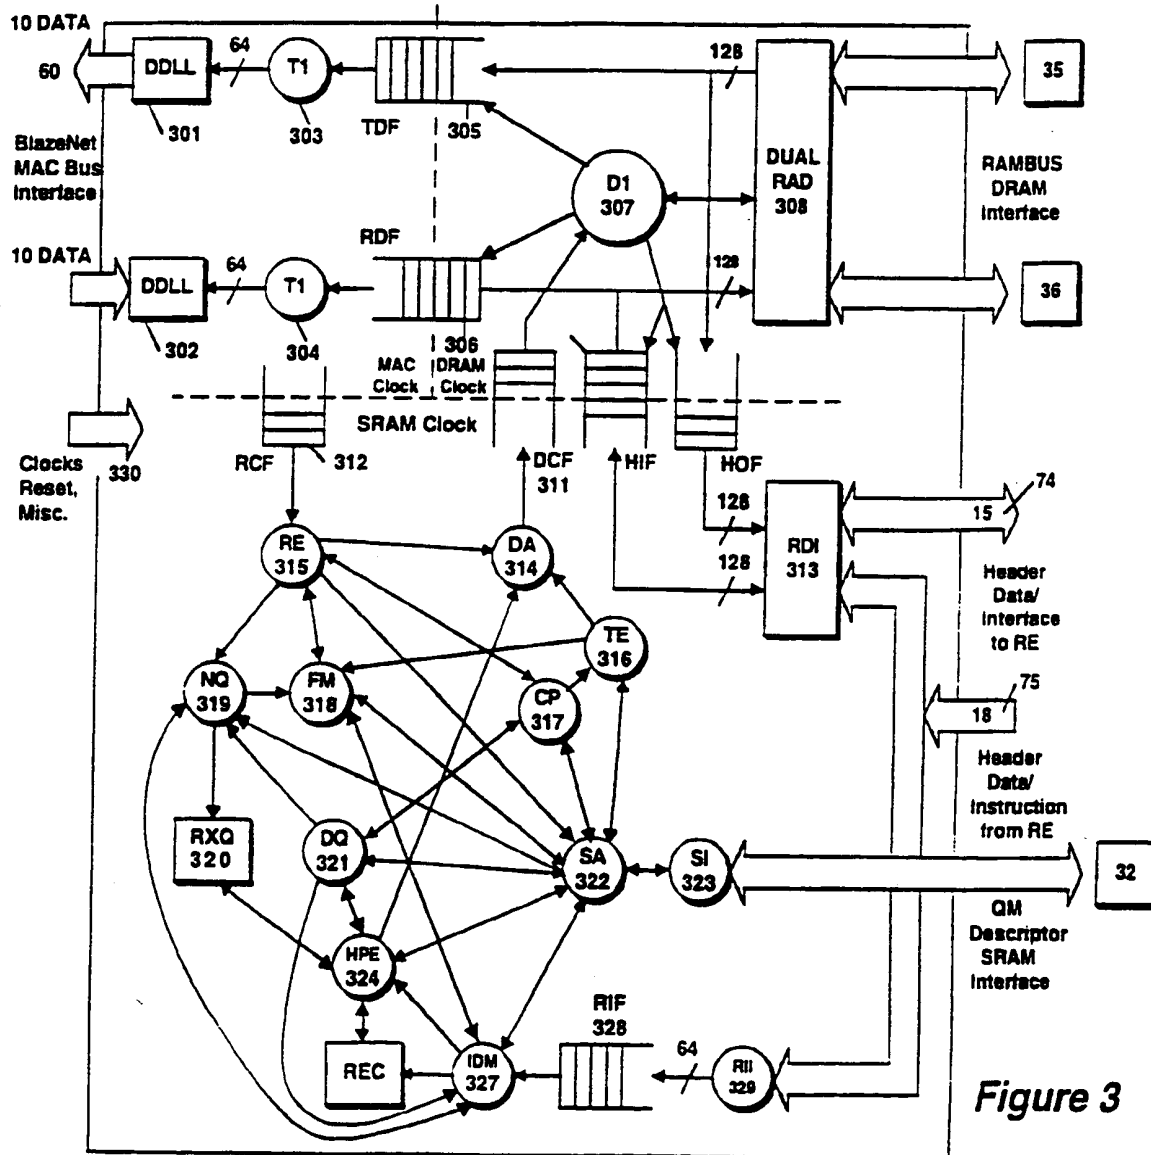 10 DATA
60
DDLL
301
64
T1
303
TDF
305
128
DUAL
RAD
308
35
BlazeNet
MAC Bus
Interface
D1
307
RAMBUS
DRAM
Interface
10 DATA
DDLL
302
64
T1
304
RDF
306
128
36
MAC
Clock
DRAM
Clock
SRAM Clock
Clocks
Reset,
Misc.
330
RCF
312
DCF
311
HIF
HOF
128
128
RDI
313
15
74
Header
Data/
Interface
to RE
RE
315
DA
314
TE
316
NQ
319
FM
318
CP
317
18
75
Header
Data/
Instruction
from RE
RXQ
320
DQ
321
SA
322
SI
323
32
QM
Descriptor
SRAM
Interface
HPE
324
REC
IDM
327
RIF
328
64
RII
329
Figure 3